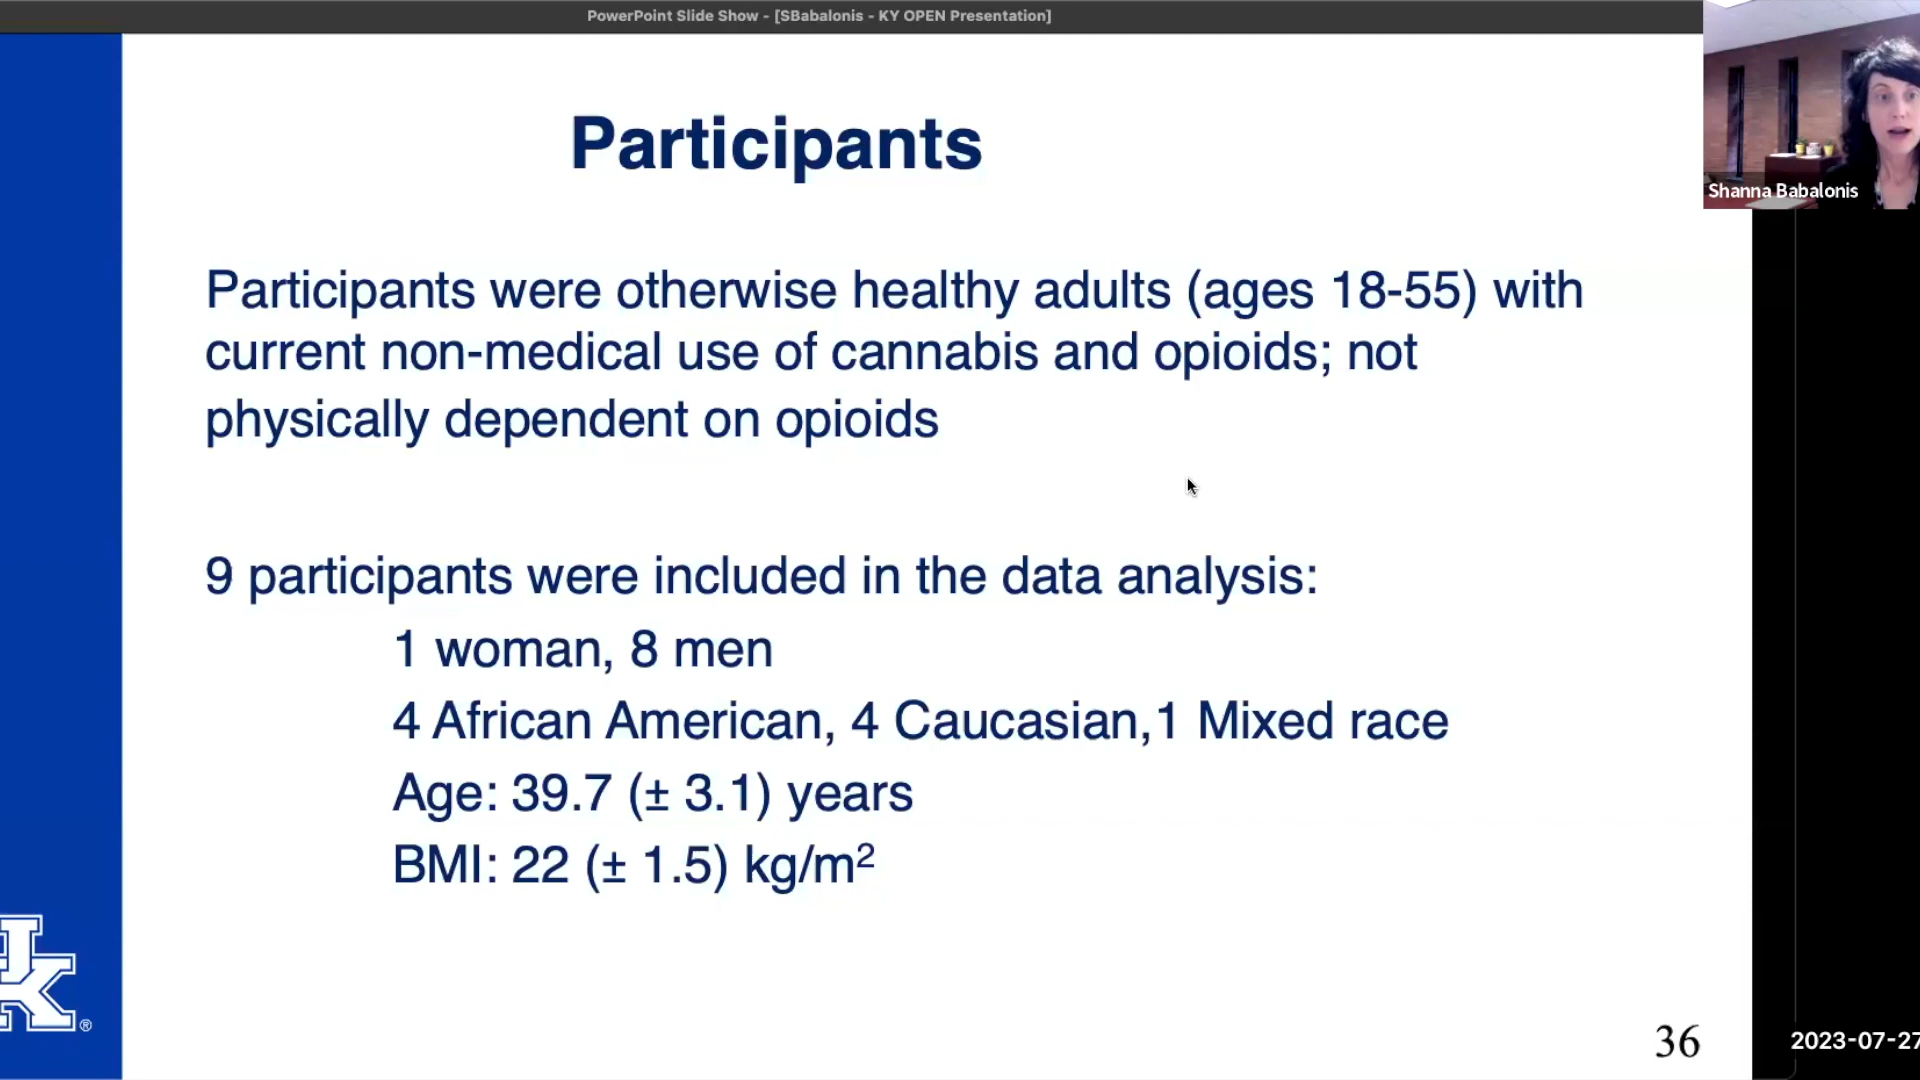 PowerPoint Slide Show - [SBabalonis - KY OPEN Presentation]
Participants
Shanna Babalonis
Participants were otherwise healthy adults (ages 18-55) with
current non-medical use of cannabis and opioids; not
physically dependent on opioids
9 participants were included in the data analysis:
1 woman, 8 men
4 African American, 4 Caucasian,1 Mixed race
Age: 39.7 (± 3.1) years
BMI: 22 (± 1.5) kg/m²
UK®
36
2023-07-27